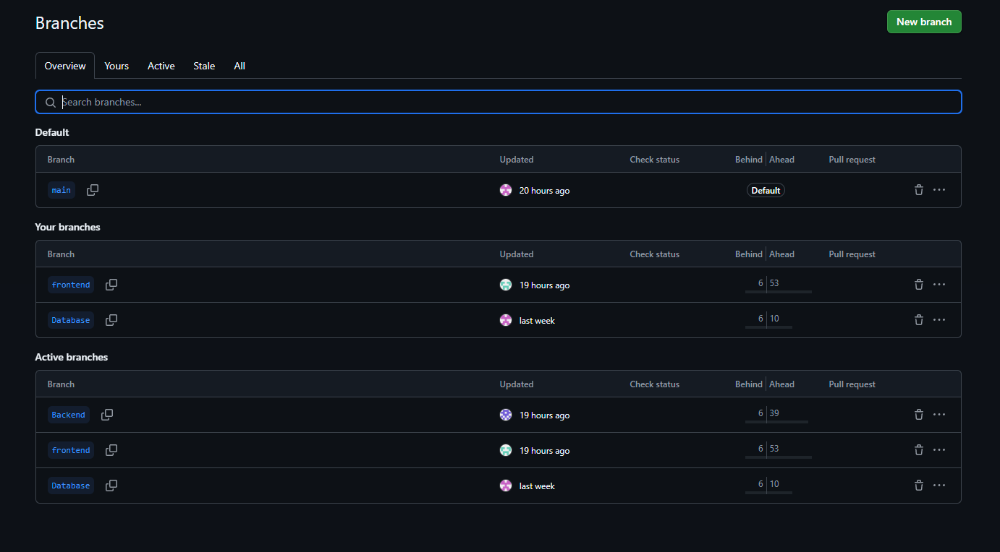 Branches
New branch
Overview Yours Active Stale All
Search branches...
Default
Branch Updated Check status Behind Ahead Pull request
main 20 hours ago Default
Your branches
Branch Updated Check status Behind Ahead Pull request
frontend 19 hours ago 6 53
Database last week 6 10
Active branches
Branch Updated Check status Behind Ahead Pull request
Backend 19 hours ago 6 39
frontend 19 hours ago 6 53
Database last week 6 10